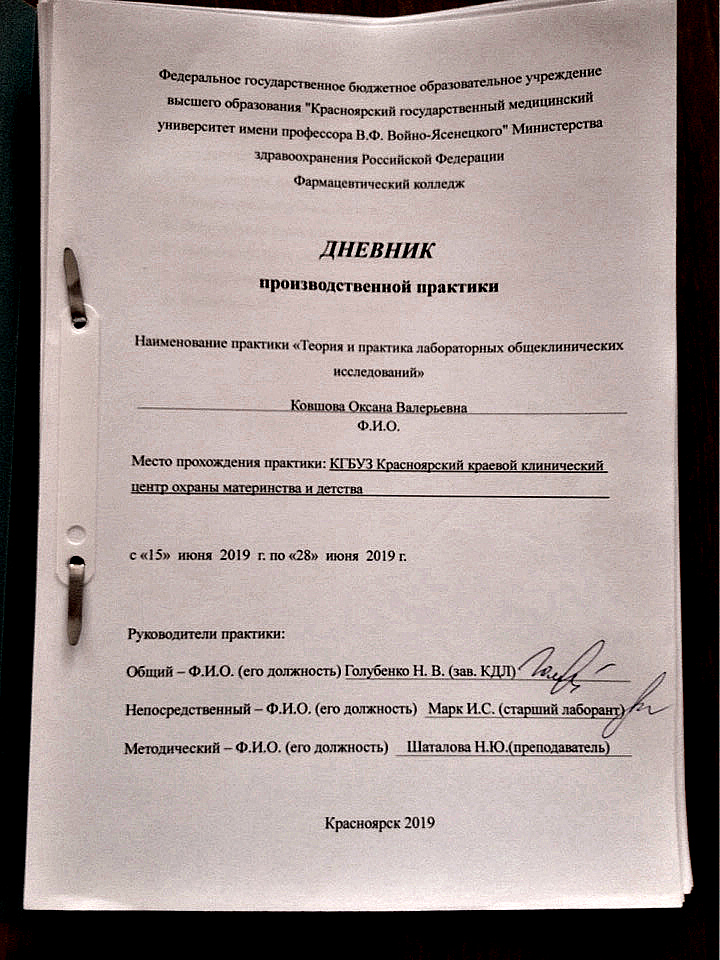 Федеральное государственное бюджетное образовательное учреждение
высшего образования "Красноярский государственный медицинский
университет имени профессора В.Ф. Войно-Ясенецкого" Министерства
здравоохранения Российской Федерации
Фармацевтический колледж
ДНЕВНИК
производственной практики
Наименование практики «Теория и практика лабораторных общеклинических
исследований»
Ковшова Оксана Валерьевна
Ф.И.О.
Место прохождения практики: КГБУЗ Красноярский краевой клинический
центр охраны материнства и детства
с «15» июня 2019 г. по «28» июня 2019 г.
Руководители практики:
Общий – Ф.И.О. (его должность) Голубенко Н. В. (зав. КДЛ)
Непосредственный – Ф.И.О. (его должность) Марк И.С. (старший лаборант)
Методический – Ф.И.О. (его должность) Шаталова Н.Ю.(преподаватель)
Красноярск 2019